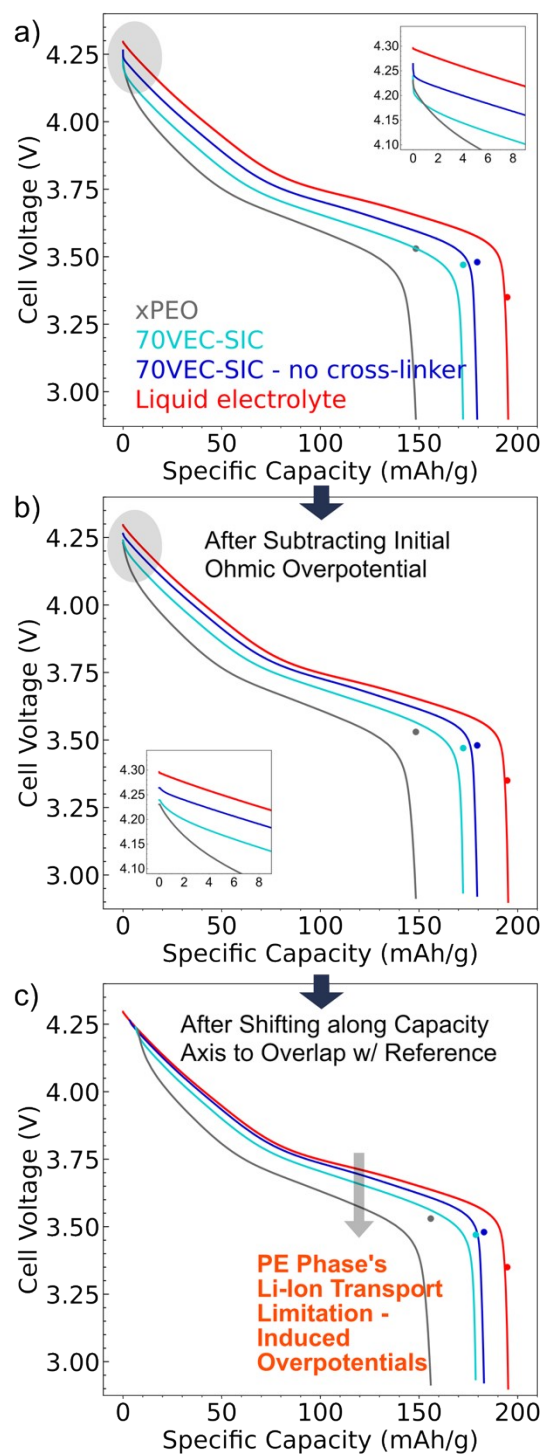 a)
4.25
4.00
3.75
3.50
3.25
3.00
Cell Voltage (V)
4.30
4.25
4.20
4.15
4.10
0 2 4 6 8
xPEO
70VEC-SIC
70VEC-SIC - no cross-linker
Liquid electrolyte
0 50 100 150 200
Specific Capacity (mAh/g)
b)
4.25
4.00
3.75
3.50
3.25
3.00
Cell Voltage (V)
After Subtracting Initial
Ohmic Overpotential
4.30
4.25
4.20
4.15
4.10
0 2 4 6 8
0 50 100 150 200
Specific Capacity (mAh/g)
c)
4.25
4.00
3.75
3.50
3.25
3.00
Cell Voltage (V)
After Shifting along Capacity
Axis to Overlap w/ Reference
PE Phase's
Li-Ion Transport
Limitation -
Induced
Overpotentials
0 50 100 150 200
Specific Capacity (mAh/g)